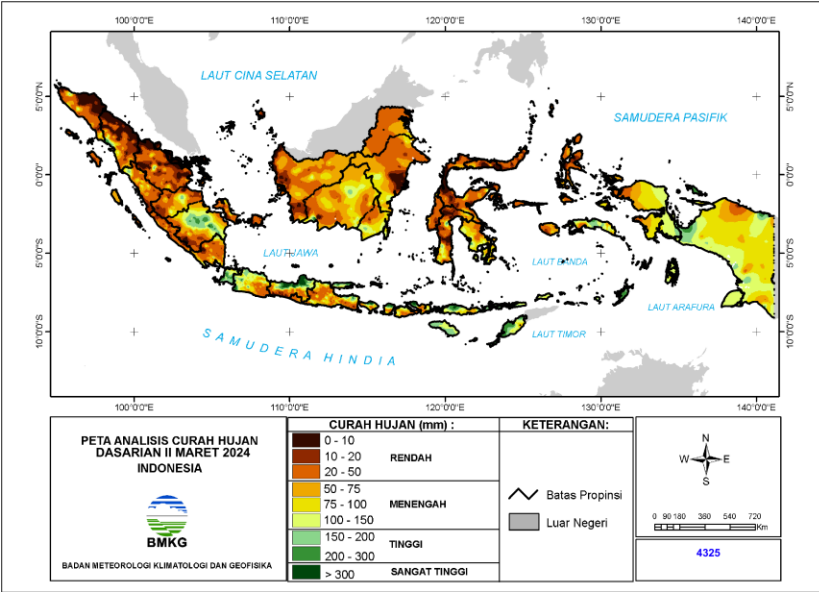 100°0'0"E 110°0'0"E 120°0'0"E 130°0'0"E 140°0'0"E
LAUT CINA SELATAN
5°0'0"N 5°0'0"N
SAMUDERA PASIFIK
0°0'0" 0°0'0"
5°0'0"S 5°0'0"S
LAUT JAWA
LAUT BANDA
LAUT ARAFURA
10°0'0"S 10°0'0"S
LAUT TIMOR
SAMUDERA HINDIA
100°0'0"E 110°0'0"E 120°0'0"E 130°0'0"E 140°0'0"E
PETA ANALISIS CURAH HUJAN
DASARIAN II MARET 2024
INDONESIA
BMKG
BADAN METEOROLOGI KLIMATOLOGI DAN GEOFISIKA
CURAH HUJAN (mm) :
0 - 10
10 - 20 RENDAH
20 - 50
50 - 75
75 - 100 MENENGAH
100 - 150
150 - 200 TINGGI
200 - 300
> 300 SANGAT TINGGI
KETERANGAN:
Batas Propinsi
Luar Negeri
N
W E
S
0 90 180 360 540 720
Km
4325